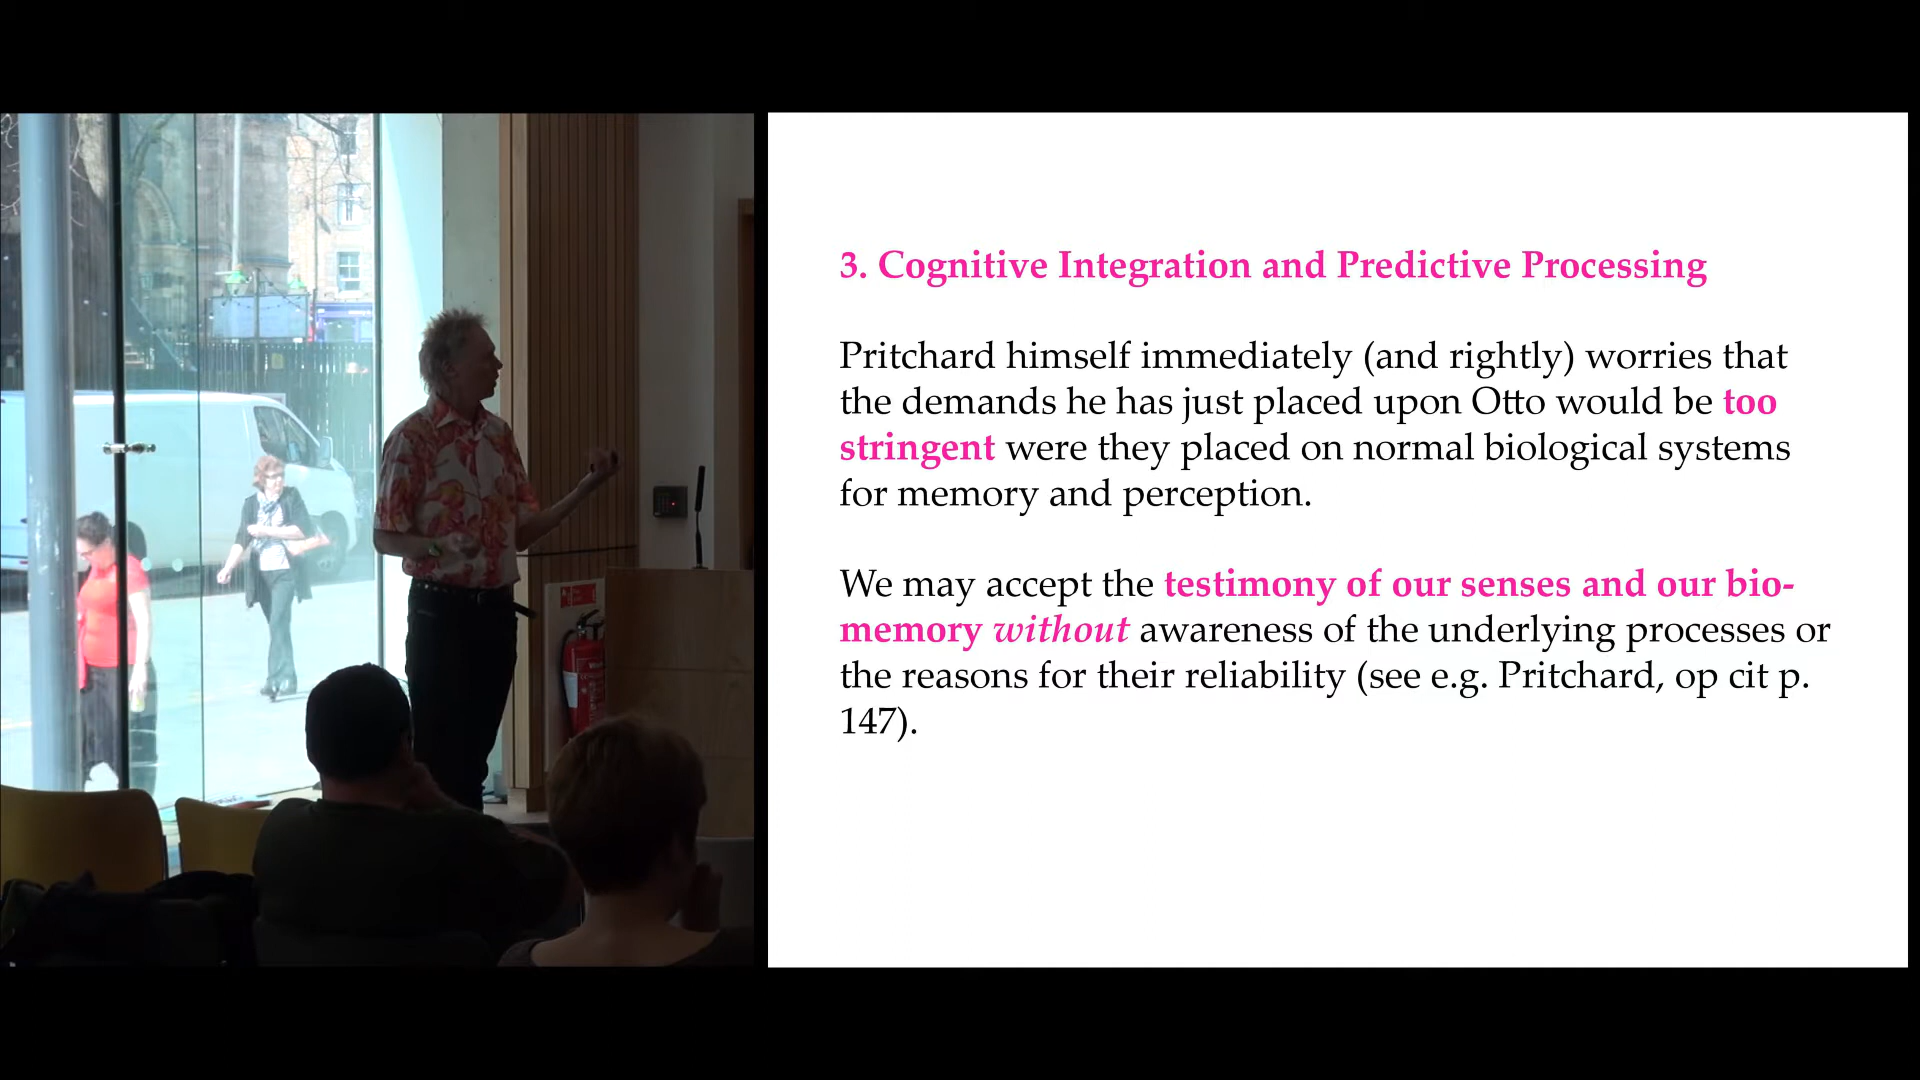 3. Cognitive Integration and Predictive Processing
Pritchard himself immediately (and rightly) worries that
the demands he has just placed upon Otto would be too
stringent were they placed on normal biological systems
for memory and perception.
We may accept the testimony of our senses and our bio-
memory without awareness of the underlying processes or
the reasons for their reliability (see e.g. Pritchard, op cit p.
147).